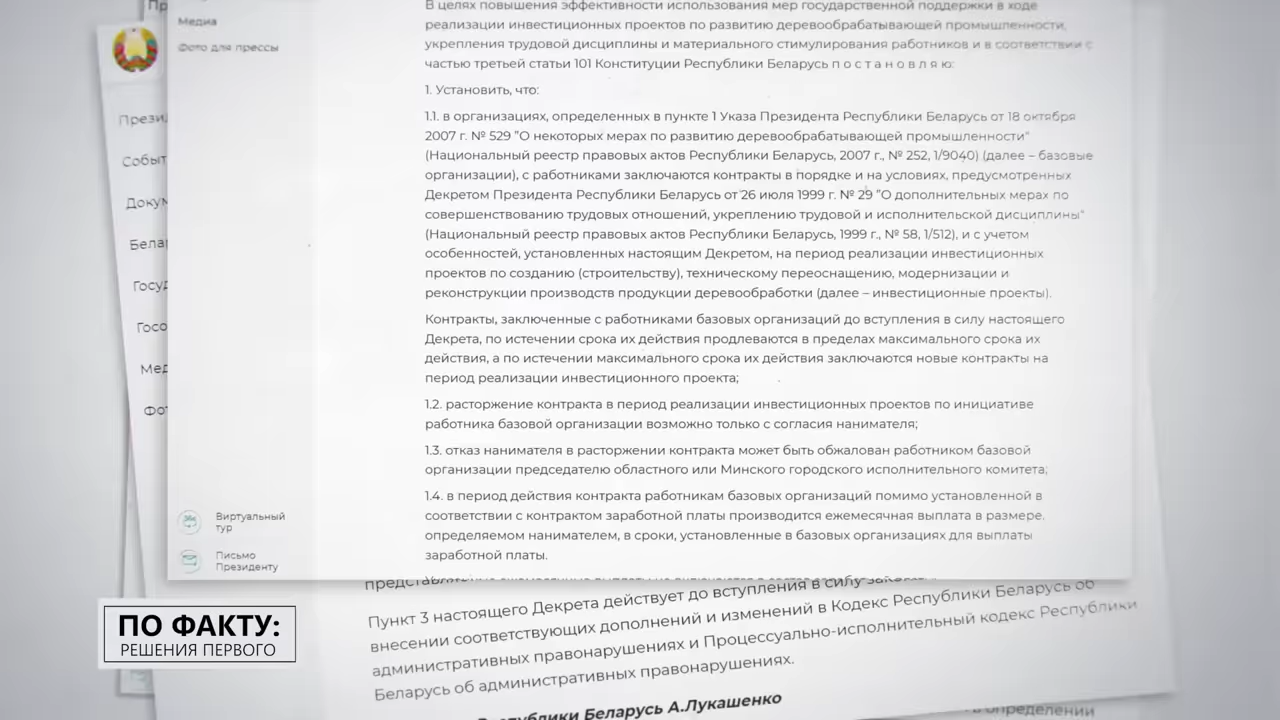 Медиа
Фото для прессы
В целях повышения эффективности использования мер государственной поддержки в ходе
реализации инвестиционных проектов по развитию деревообрабатывающей промышленности,
укрепления трудовой дисциплины и материального стимулирования работников и в соответствии с
частью третьей статьи 101 Конституции Республики Беларусь п о с т а н о в л я ю:
1. Установить, что:
1.1. в организациях, определенных в пункте 1 Указа Президента Республики Беларусь от 18 октября
2007 г. № 529 "О некоторых мерах по развитию деревообрабатывающей промышленности"
(Национальный реестр правовых актов Республики Беларусь, 2007 г., № 252, 1/9040) (далее – базовые
организации), с работниками заключаются контракты в порядке и на условиях, предусмотренных
Декретом Президента Республики Беларусь от 26 июля 1999 г. № 29 "О дополнительных мерах по
совершенствованию трудовых отношений, укреплению трудовой и исполнительской дисциплины"
(Национальный реестр правовых актов Республики Беларусь, 1999 г., № 58, 1/512), и с учетом
особенностей, установленных настоящим Декретом, на период реализации инвестиционных
проектов по созданию (строительству), техническому переоснащению, модернизации и
реконструкции производств продукции деревообработки (далее – инвестиционные проекты).
Контракты, заключенные с работниками базовых организаций до вступления в силу настоящего
Декрета, по истечении срока их действия продлеваются в пределах максимального срока их
действия, а по истечении максимального срока их действия заключаются новые контракты на
период реализации инвестиционного проекта;
1.2. расторжение контракта в период реализации инвестиционных проектов по инициативе
работника базовой организации возможно только с согласия нанимателя;
1.3. отказ нанимателя в расторжении контракта может быть обжалован работником базовой
организации председателю областного или Минского городского исполнительного комитета;
1.4. в период действия контракта работникам базовых организаций помимо установленной в
соответствии с контрактом заработной платы производится ежемесячная выплата в размере,
определяемом нанимателем, в сроки, установленные в базовых организациях для выплаты
заработной платы.
Виртуальный
тур
Письмо
Президенту
Пункт 3 настоящего Декрета действует до вступления в силу
внесении соответствующих дополнений и изменений в Кодекс Республики Беларусь об
административных правонарушениях и Процессуально-исполнительный кодекс Республики
Беларусь об административных правонарушениях.
Республики Беларусь А.Лукашенко
в определении
ПО ФАКТУ:
РЕШЕНИЯ ПЕРВОГО